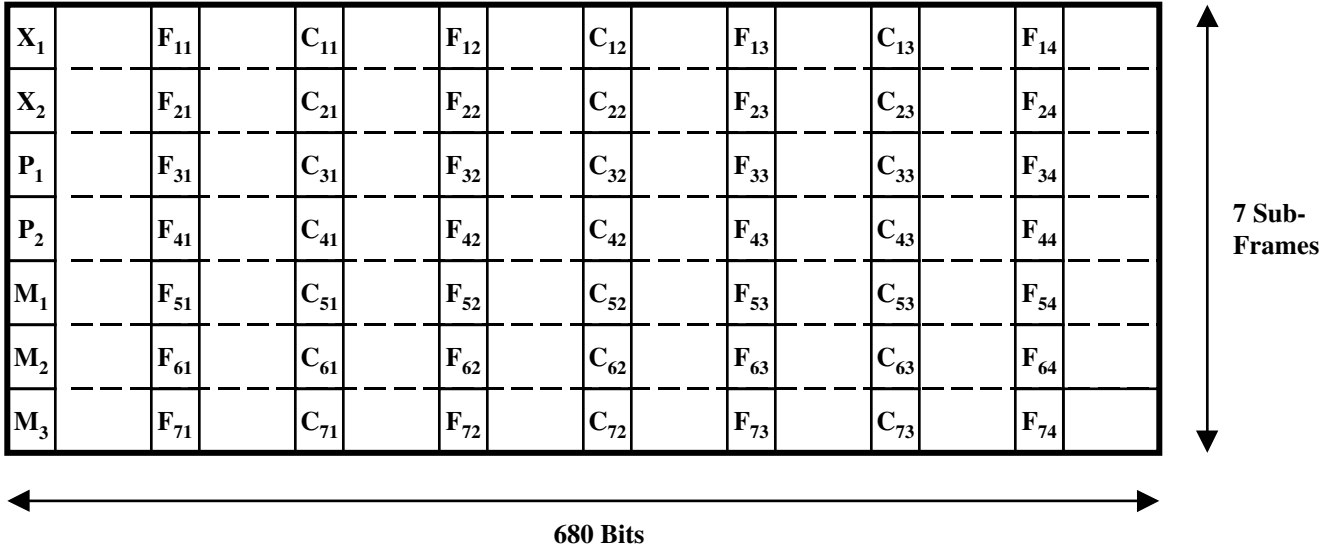 X₁ F₁₁ C₁₁ F₁₂ C₁₂ F₁₃ C₁₃ F₁₄
X₂ F₂₁ C₂₁ F₂₂ C₂₂ F₂₃ C₂₃ F₂₄
P₁ F₃₁ C₃₁ F₃₂ C₃₂ F₃₃ C₃₃ F₃₄
P₂ F₄₁ C₄₁ F₄₂ C₄₂ F₄₃ C₄₃ F₄₄
M₁ F₅₁ C₅₁ F₅₂ C₅₂ F₅₃ C₅₃ F₅₄
M₂ F₆₁ C₆₁ F₆₂ C₆₂ F₆₃ C₆₃ F₆₄
M₃ F₇₁ C₇₁ F₇₂ C₇₂ F₇₃ C₇₃ F₇₄
7 Sub-
Frames
680 Bits